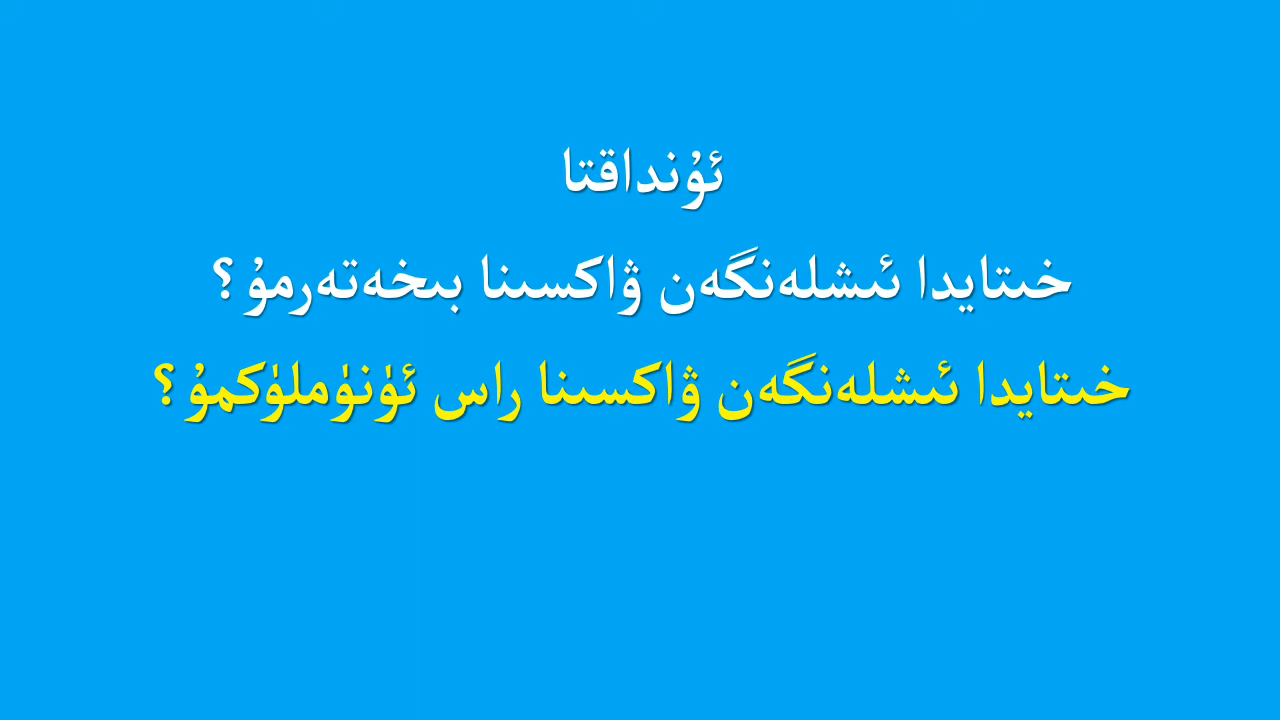 ئۇنداقتا
خىتايدا ئىشلەنگەن ۋاكسىنا بىخەتەرمۇ؟
خىتايدا ئىشلەنگەن ۋاكسىنا راس ئۈنۈملۈكمۇ؟